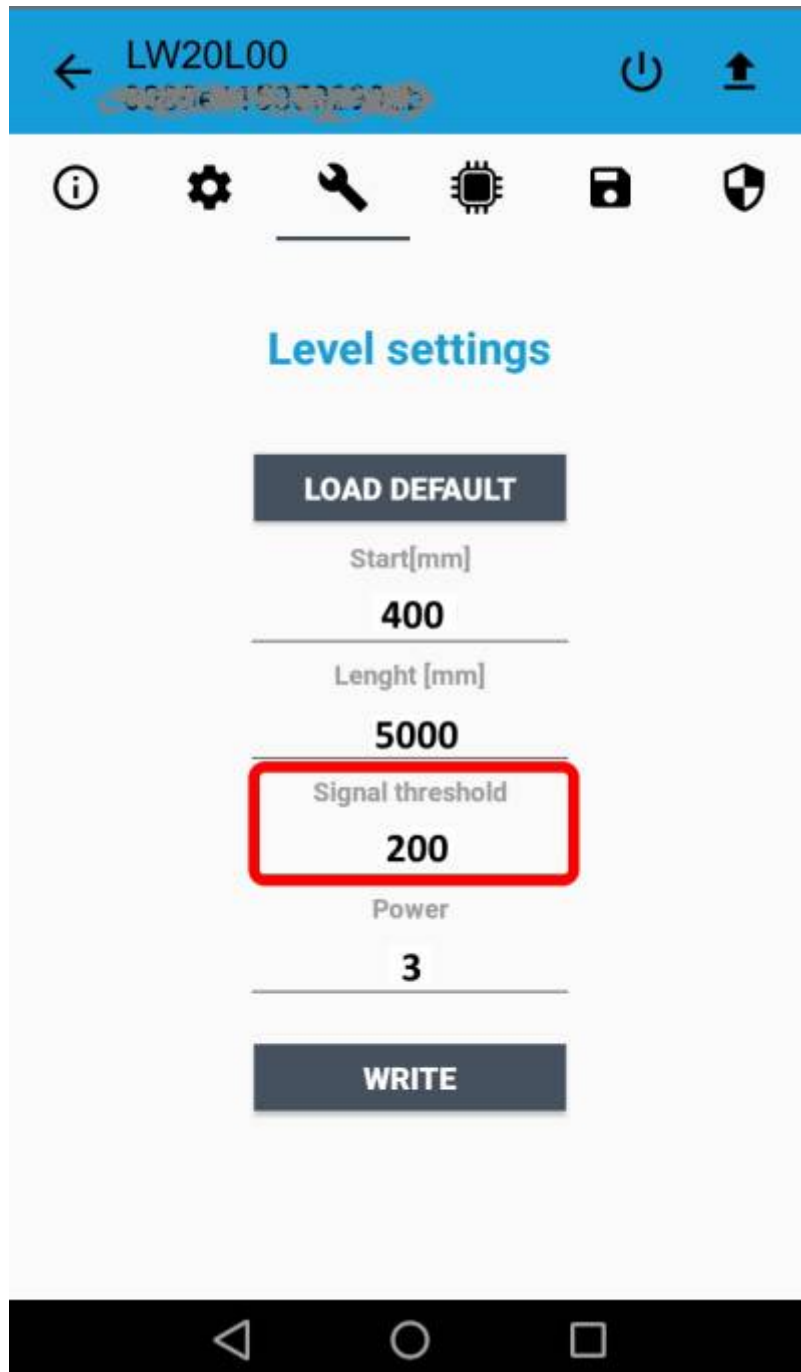 LW20L00
Level settings
LOAD DEFAULT
Start[mm]
400
Lenght [mm]
5000
Signal threshold
200
Power
3
WRITE